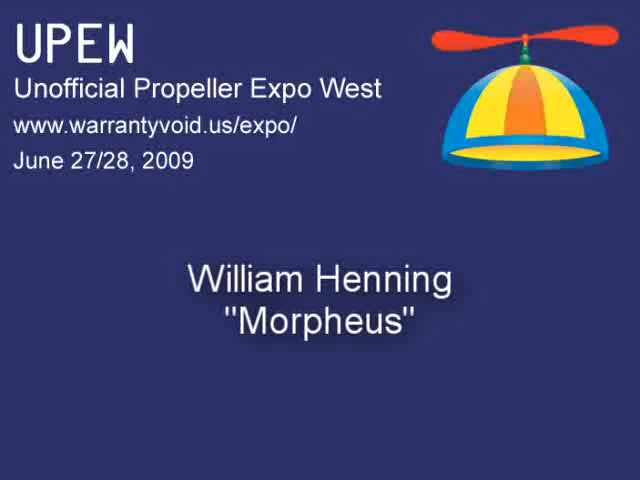 UPEW
Unofficial Propeller Expo West
www.warrantyvoid.us/expo/
June 27/28, 2009
William Henning
"Morpheus"